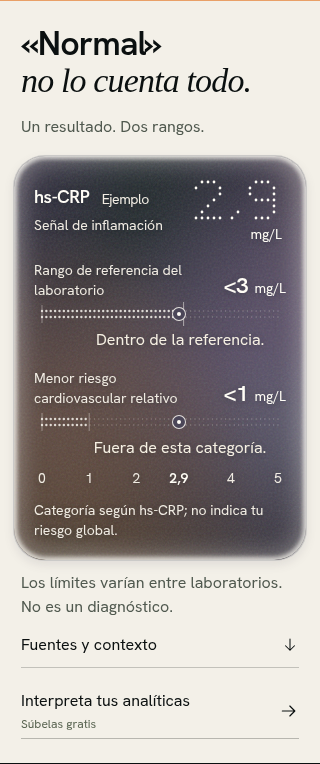 «Normal»
no lo cuenta todo.
Un resultado. Dos rangos.
hs-CRP Ejemplo
2,9
Señal de inflamación
mg/L
Rango de referencia del
laboratorio
<3 mg/L
Dentro de la referencia.
Menor riesgo
cardiovascular relativo
<1 mg/L
Fuera de esta categoría.
0 1 2 2,9 4 5
Categoría según hs-CRP; no indica tu
riesgo global.
Los límites varían entre laboratorios.
No es un diagnóstico.
Fuentes y contexto ↓
Interpreta tus analíticas →
Súbelas gratis